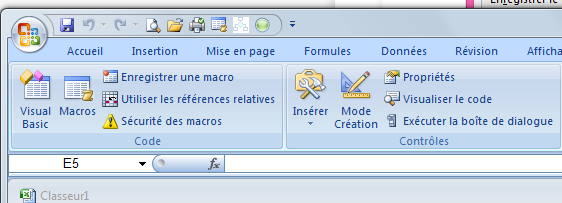 Enregistrer le
Accueil Insertion Mise en page Formules Données Révision Afficha
Visual Basic
Macros
Enregistrer une macro
Utiliser les références relatives
Sécurité des macros
Code
Insérer
Mode Création
Propriétés
Visualiser le code
Exécuter la boîte de dialogue
Contrôles
E5 fx
Classeur1